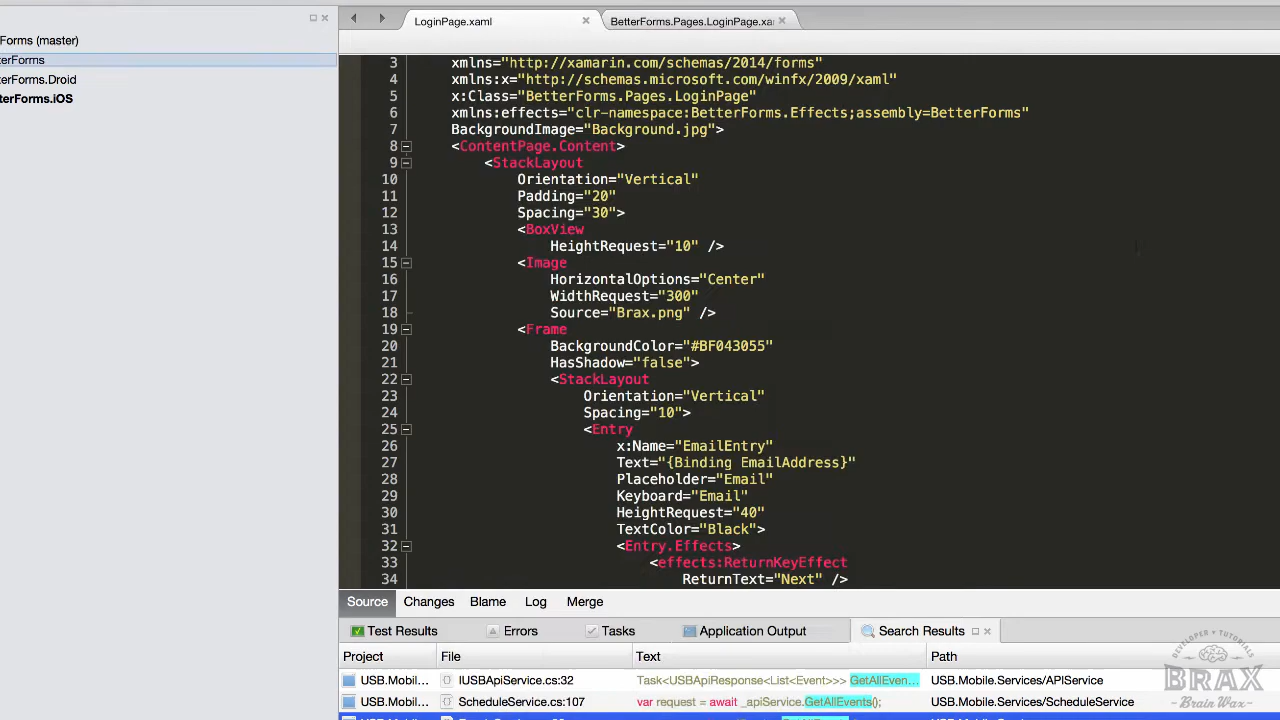 LoginPage.xaml
BetterForms.Pages.LoginPage.xa
Forms (master)
erForms
terForms.Droid
terForms.iOS
3 xmlns="http://xamarin.com/schemas/2014/forms"
4 xmlns:x="http://schemas.microsoft.com/winfx/2009/xaml"
5 x:Class="BetterForms.Pages.LoginPage"
6 xmlns:effects="clr-namespace:BetterForms.Effects;assembly=BetterForms"
7 BackgroundImage="Background.jpg">
8 <ContentPage.Content>
9 <StackLayout
10 Orientation="Vertical"
11 Padding="20"
12 Spacing="30">
13 <BoxView
14 HeightRequest="10" />
15 <Image
16 HorizontalOptions="Center"
17 WidthRequest="300"
18 Source="Brax.png" />
19 <Frame
20 BackgroundColor="#BF043055"
21 HasShadow="false">
22 <StackLayout
23 Orientation="Vertical"
24 Spacing="10">
25 <Entry
26 x:Name="EmailEntry"
27 Text="{Binding EmailAddress}"
28 Placeholder="Email"
29 Keyboard="Email"
30 HeightRequest="40"
31 TextColor="Black">
32 <Entry.Effects>
33 <effects:ReturnKeyEffect
34 ReturnText="Next" />
Source Changes Blame Log Merge
Test Results Errors Tasks Application Output Search Results
Project File Text Path
USB.Mobil... IUSBApiService.cs:32 Task<USBApiResponse<List<Event>>> GetAllEven... USB.Mobile.Services/APIService
USB.Mobil... ScheduleService.cs:107 var request = await _apiService.GetAllEvents(); USB.Mobile.Services/ScheduleService
DEVELOPER TUTORIALS
BRAX
Brain Wax